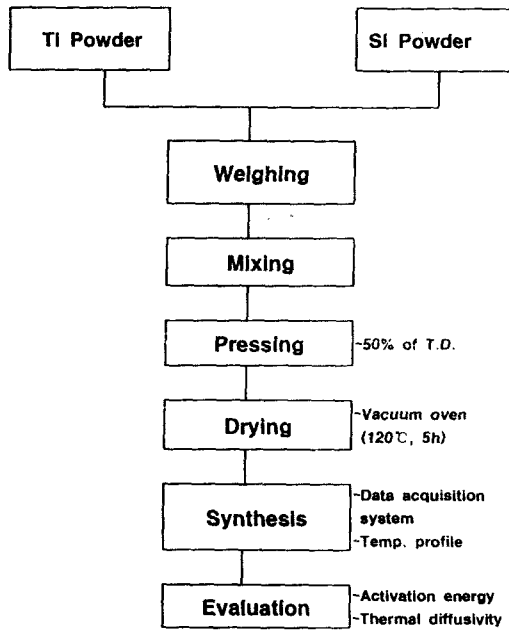 Ti Powder
Si Powder
Weighing
Mixing
Pressing
-50% of T.D.
Drying
-Vacuum oven
(120℃, 5h)
Synthesis
-Data acquisition
system
-Temp. profile
Evaluation
-Activation energy
-Thermal diffusivity